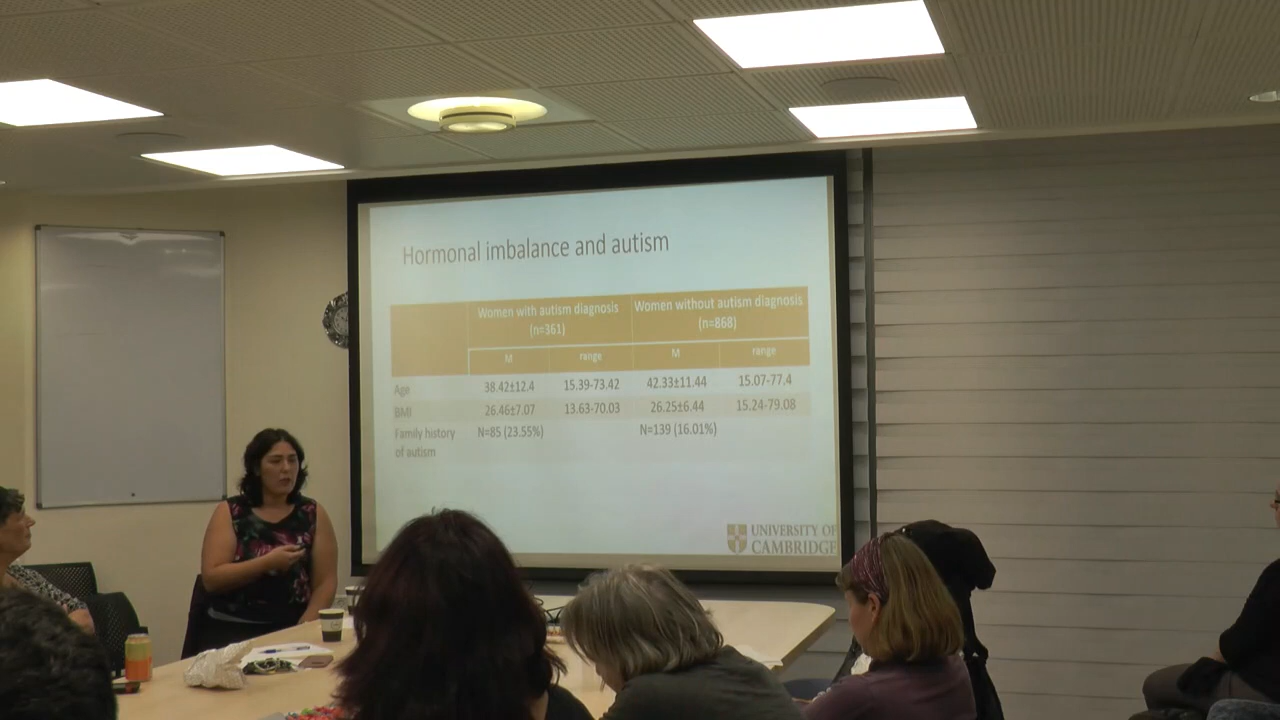 Hormonal imbalance and autism
Women with autism diagnosis Women without autism diagnosis
(n=361) (n=868)
M range M range
Age 38.42±12.4 15.39-73.42 42.33±11.44 15.07-77.4
BMI 26.46±7.07 13.63-70.03 26.25±6.44 15.24-79.08
Family history N=85 (23.55%) N=139 (16.01%)
of autism
UNIVERSITY OF
CAMBRIDGE